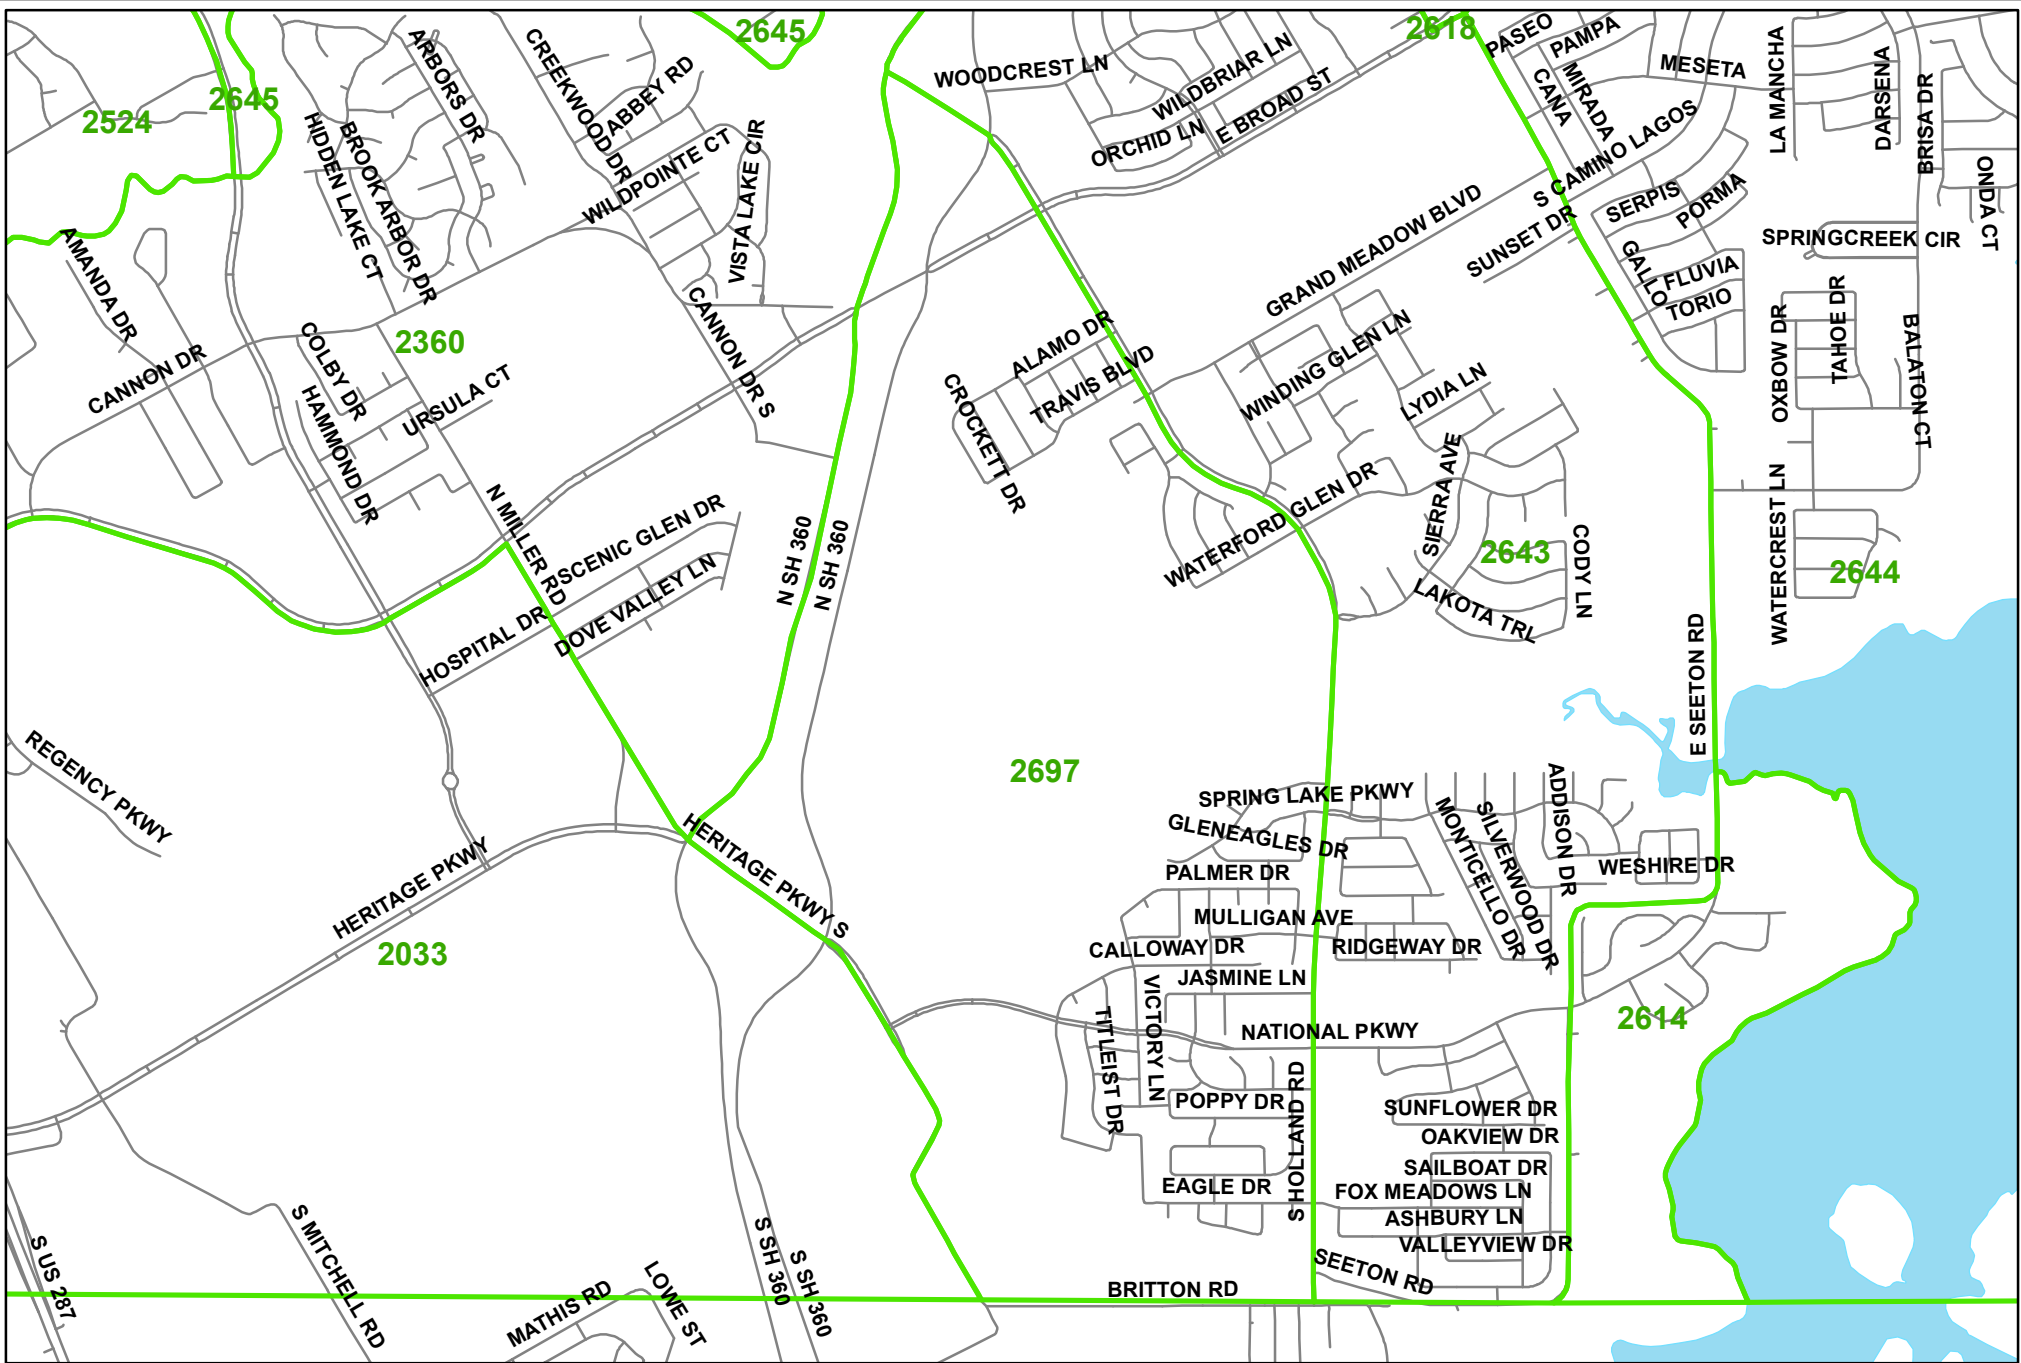 2645
2618
PASEO
PAMPA
ARBORS DR
CREEKWOOD DR
ABBEY RD
WOODCREST LN
WILDBRIAR LN
E BROAD ST
ORCHID LN
CANA
MIRADA
MESETA
LA MANCHA
DARSENA
BRISA DR
2524
2645
HIDDEN LAKE CT
BROOK ARBOR DR
WILDPOINTE CT
VISTA LAKE CIR
S CAMINO LAGOS
SERPIS
PORMA
ONDA CT
GRAND MEADOW BLVD
SUNSET DR
SPRINGCREEK CIR
AMANDA DR
GALLO
FLUVIA
TORIO
CANNON DR
COLBY DR
2360
CANNON DR S
ALAMO DR
TRAVIS BLVD
CROCKETT DR
WINDING GLEN LN
LYDIA LN
OXBOW DR
TAHOE DR
BALATON CT
HAMMOND DR
URSULA CT
N MILLER RD
SCENIC GLEN DR
DOVE VALLEY LN
HOSPITAL DR
N SH 360
N SH 360
WATERFORD GLEN DR
SIERRA AVE
2643
CODY LN
LAKOTA TRL
WATERCREST LN
2644
E SEETON RD
REGENCY PKWY
2697
SPRING LAKE PKWY
GLENEAGLES DR
MONTICELLO DR
SILVERWOOD DR
ADDISON DR
WESHIRE DR
HERITAGE PKWY
HERITAGE PKWY S
PALMER DR
MULLIGAN AVE
CALLOWAY DR
RIDGEWAY DR
2033
JASMINE LN
VICTORY LN
TITLEIST DR
NATIONAL PKWY
2614
POPPY DR
S HOLLAND RD
SUNFLOWER DR
OAKVIEW DR
SAILBOAT DR
EAGLE DR
FOX MEADOWS LN
ASHBURY LN
VALLEYVIEW DR
S US 287
S MITCHELL RD
MATHIS RD
LOWE ST
S SH 360
S SH 360
BRITTON RD
SEETON RD